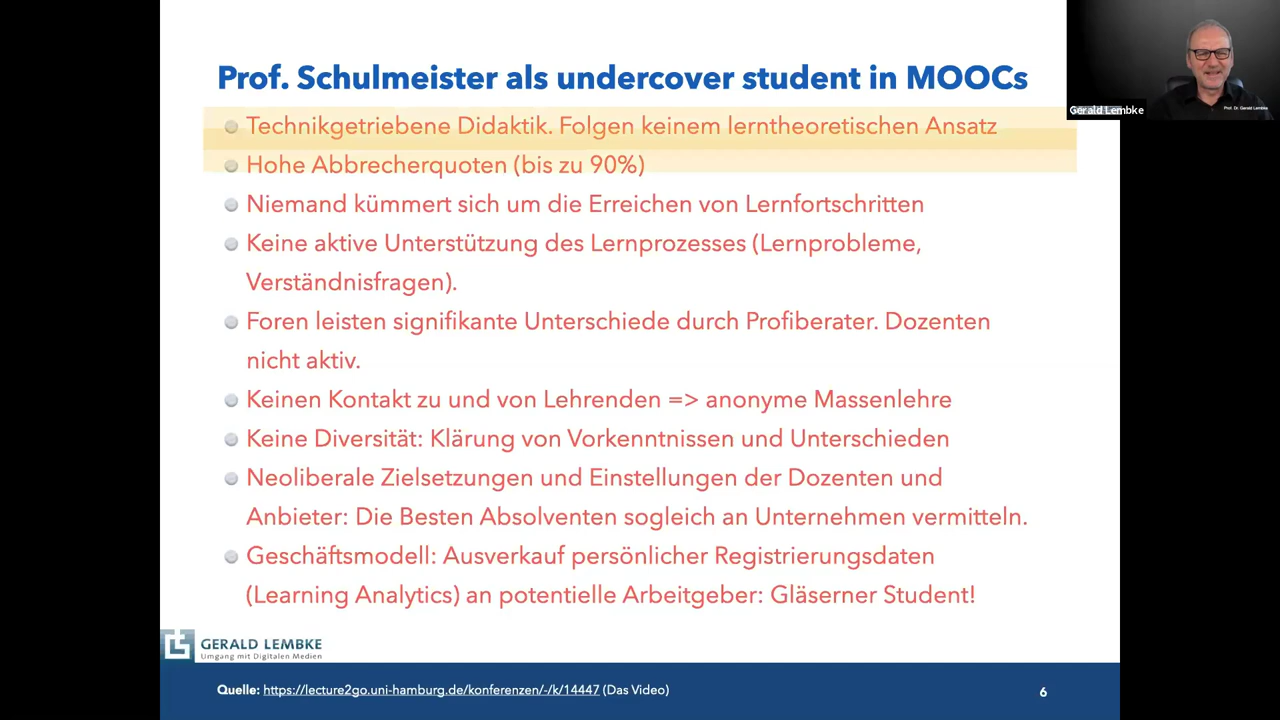 Prof. Schulmeister als undercover student in MOOCs
Technikgetriebene Didaktik. Folgen keinem lerntheoretischen Ansatz
Hohe Abbrecherquoten (bis zu 90%)
Niemand kümmert sich um die Erreichen von Lernfortschritten
Keine aktive Unterstützung des Lernprozesses (Lernprobleme,
Verständnisfragen).
Foren leisten signifikante Unterschiede durch Profiberater. Dozenten
nicht aktiv.
Keinen Kontakt zu und von Lehrenden => anonyme Massenlehre
Keine Diversität: Klärung von Vorkenntnissen und Unterschieden
Neoliberale Zielsetzungen und Einstellungen der Dozenten und
Anbieter: Die Besten Absolventen sogleich an Unternehmen vermitteln.
Geschäftsmodell: Ausverkauf persönlicher Registrierungsdaten
(Learning Analytics) an potentielle Arbeitgeber: Gläserner Student!
GERALD LEMBKE
Umgang mit Digitalen Medien
Quelle: https://lecture2go.uni-hamburg.de/konferenzen/-/k/14447 (Das Video)
6
Gerald Lembke
Prof. Dr. Gerald Lembke